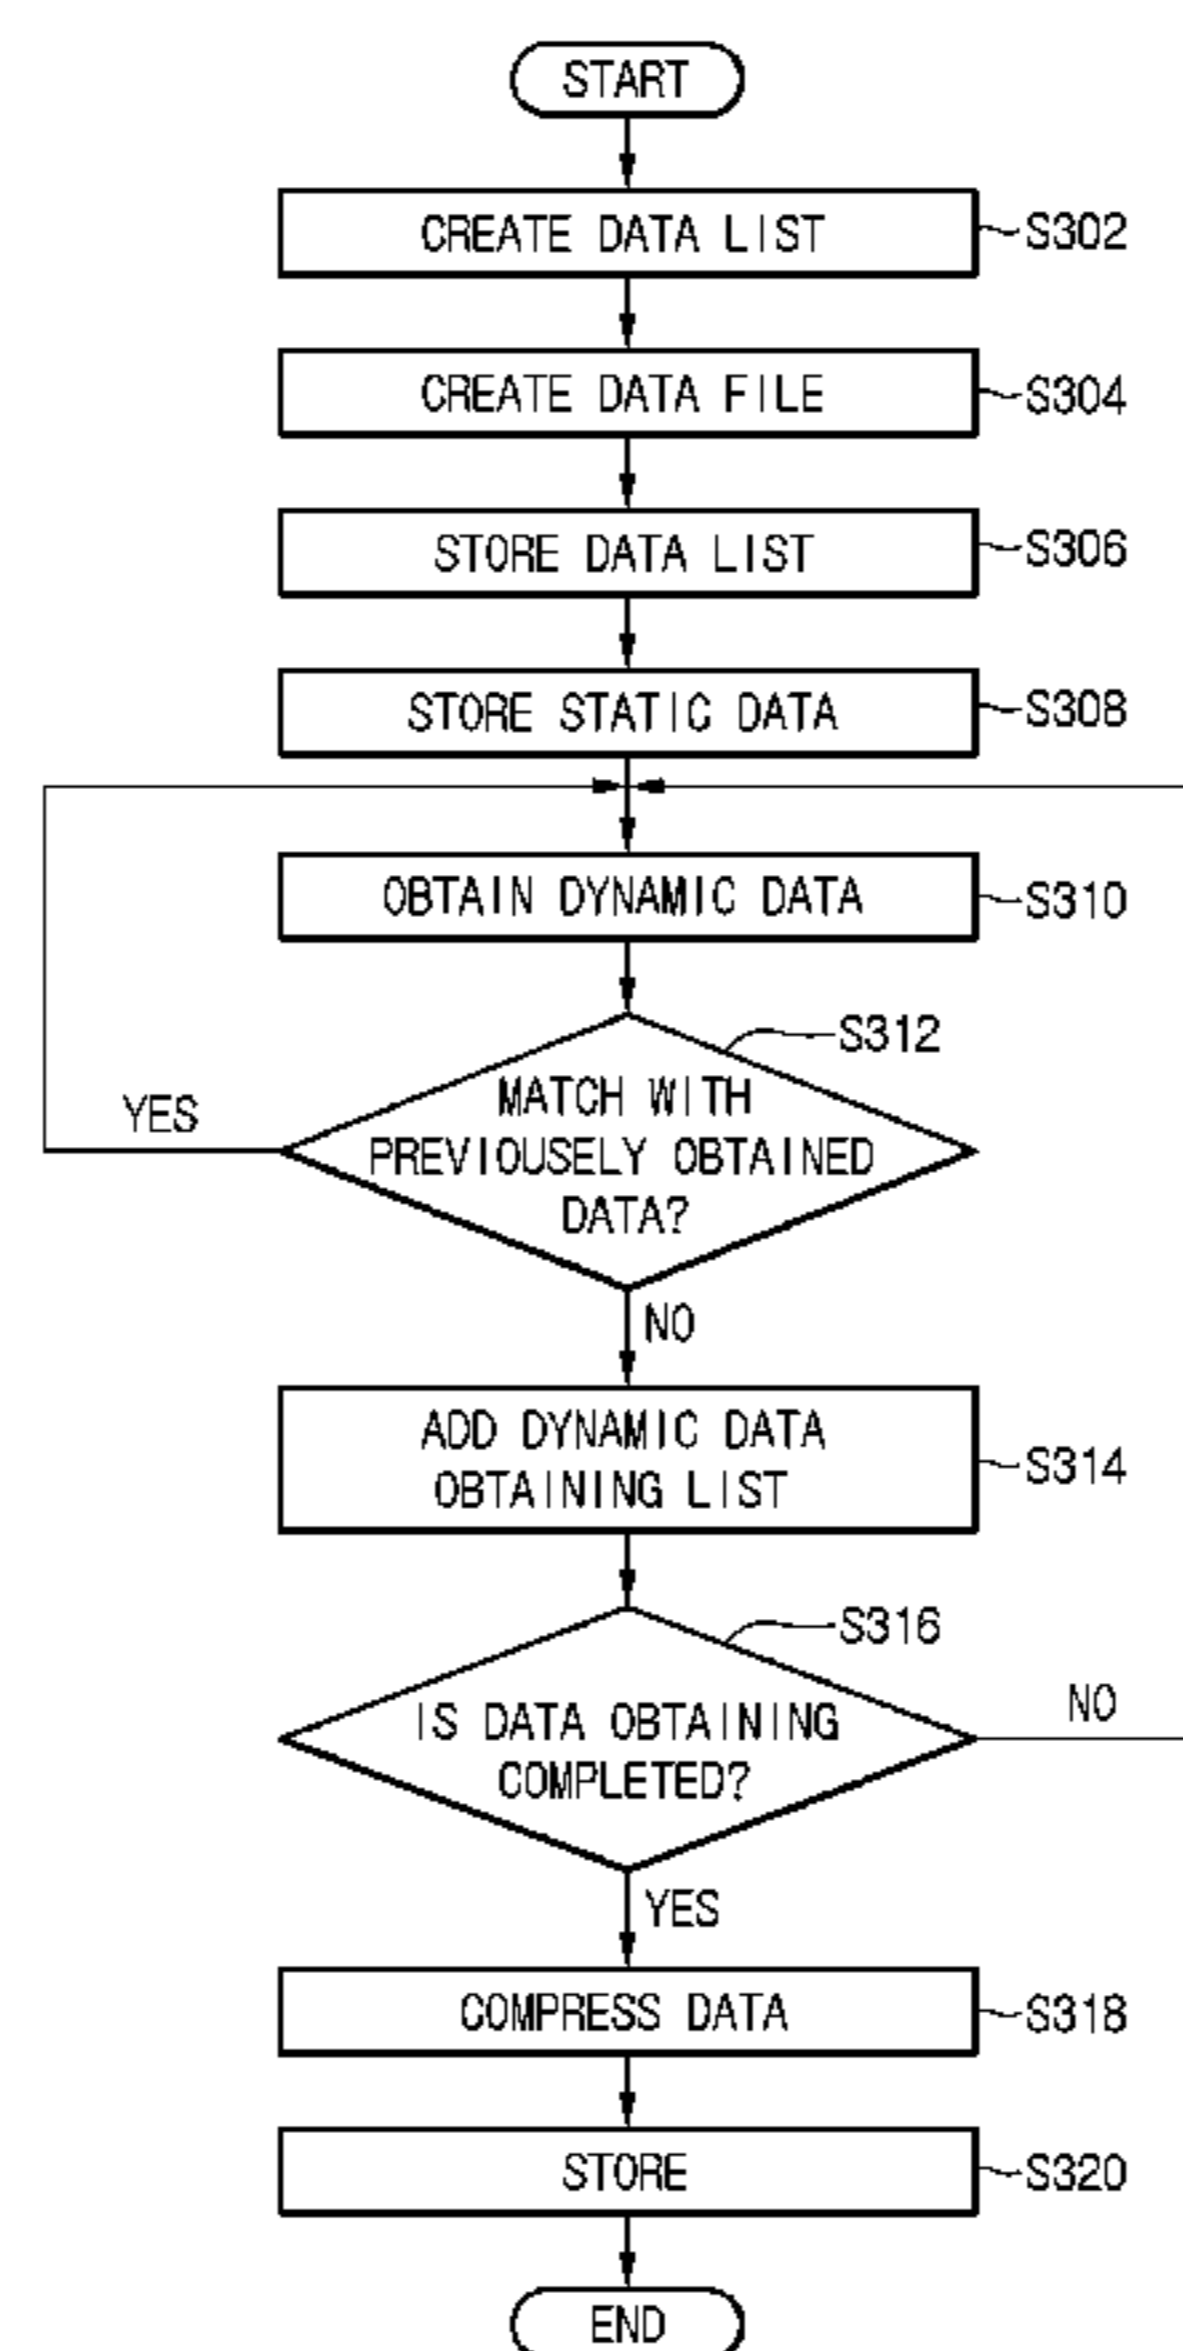 START
CREATE DATA LIST
S302
CREATE DATA FILE
S304
STORE DATA LIST
S306
STORE STATIC DATA
S308
OBTAIN DYNAMIC DATA
S310
S312
MATCH WITH
PREVIOUSELY OBTAINED
DATA?
YES
NO
ADD DYNAMIC DATA
OBTAINING LIST
S314
S316
IS DATA OBTAINING
COMPLETED?
NO
YES
COMPRESS DATA
S318
STORE
S320
END